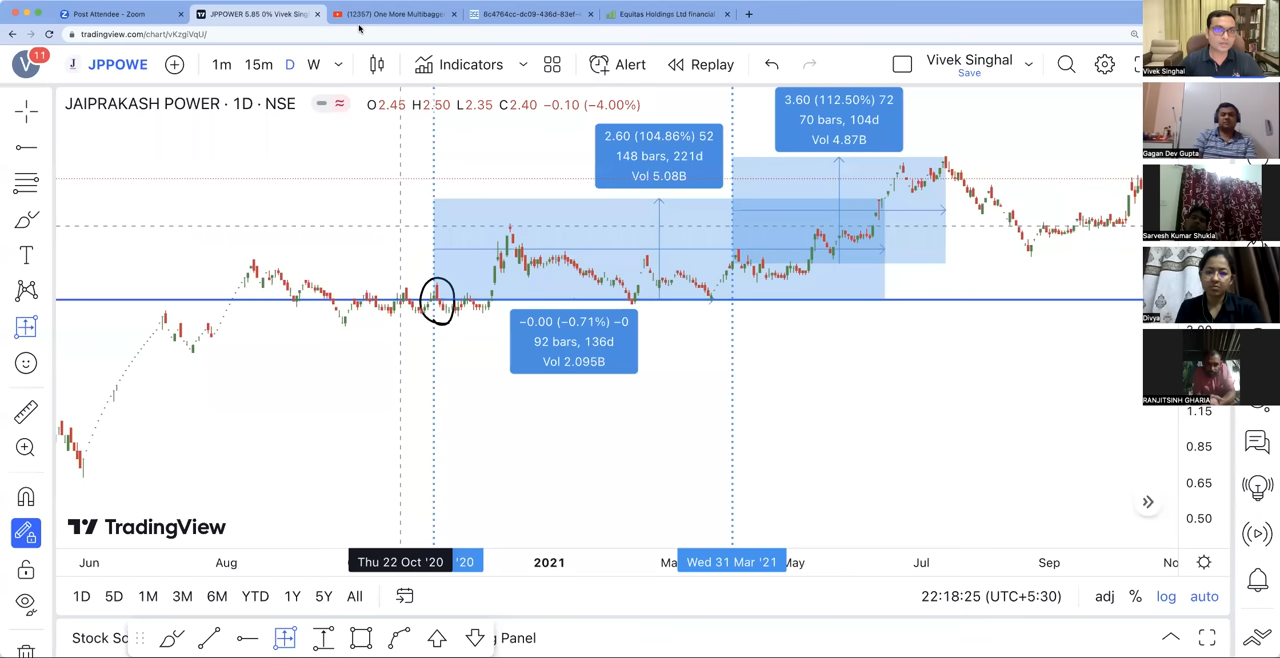 Post Attendee - Zoom
JPPOWER 5.85 0% Vivek Sing
(12357) One More Multibagge
8c4764cc-dc09-436d-83ef-
Equitas Holdings Ltd financial
tradingview.com/chart/vKzgiVqU/
V 11
J JPPOWE 1m 15m D W Indicators Alert Replay Vivek Singhal
Save
JAIPRAKASH POWER · 1D · NSE O2.45 H2.50 L2.35 C2.40 −0.10 (−4.00%)
3.60 (112.50%) 72
70 bars, 104d
Vol 4.87B
2.60 (104.86%) 52
148 bars, 221d
Vol 5.08B
−0.00 (−0.71%) −0
92 bars, 136d
Vol 2.095B
Vivek Singhal
Gagan Dev Gupta
Sarvesh Kumar Shukla
Divya
RANJITSINH GHARIA
1.15
0.85
0.65
0.50
TradingView
Jun Aug Thu 22 Oct '20 '20 2021 Ma Wed 31 Mar '21 May Jul Sep No
1D 5D 1M 3M 6M YTD 1Y 5Y All 22:18:25 (UTC+5:30) adj % log auto
Stock Sc g Panel